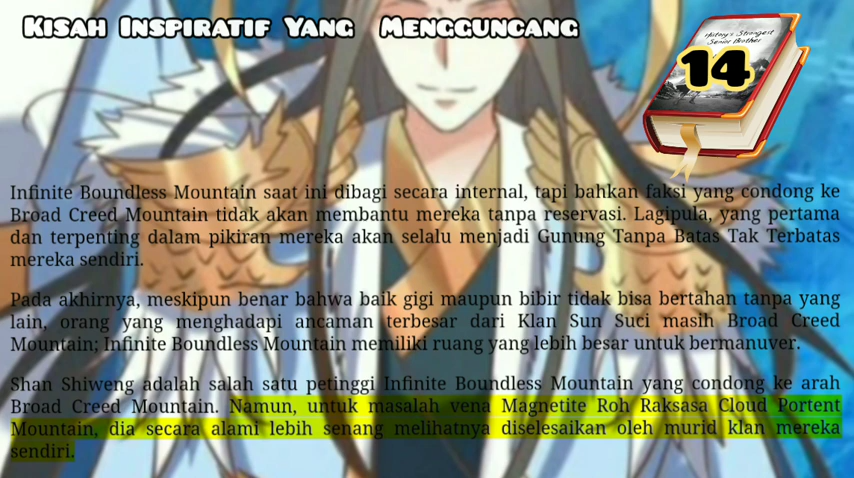 Kisah Inspiratif Yang Mengguncang
History's Strongest
Senior Brother
14
Infinite Boundless Mountain saat ini dibagi secara internal, tapi bahkan faksi yang condong ke
Broad Creed Mountain tidak akan membantu mereka tanpa reservasi. Lagipula, yang pertama
dan terpenting dalam pikiran mereka akan selalu menjadi Gunung Tanpa Batas Tak Terbatas
mereka sendiri.
Pada akhirnya, meskipun benar bahwa baik gigi maupun bibir tidak bisa bertahan tanpa yang
lain, orang yang menghadapi ancaman terbesar dari Klan Sun Suci masih Broad Creed
Mountain; Infinite Boundless Mountain memiliki ruang yang lebih besar untuk bermanuver.
Shan Shiweng adalah salah satu petinggi Infinite Boundless Mountain yang condong ke arah
Broad Creed Mountain. Namun, untuk masalah vena Magnetite Roh Raksasa Cloud Portent
Mountain, dia secara alami lebih senang melihatnya diselesaikan oleh murid klan mereka
sendiri.